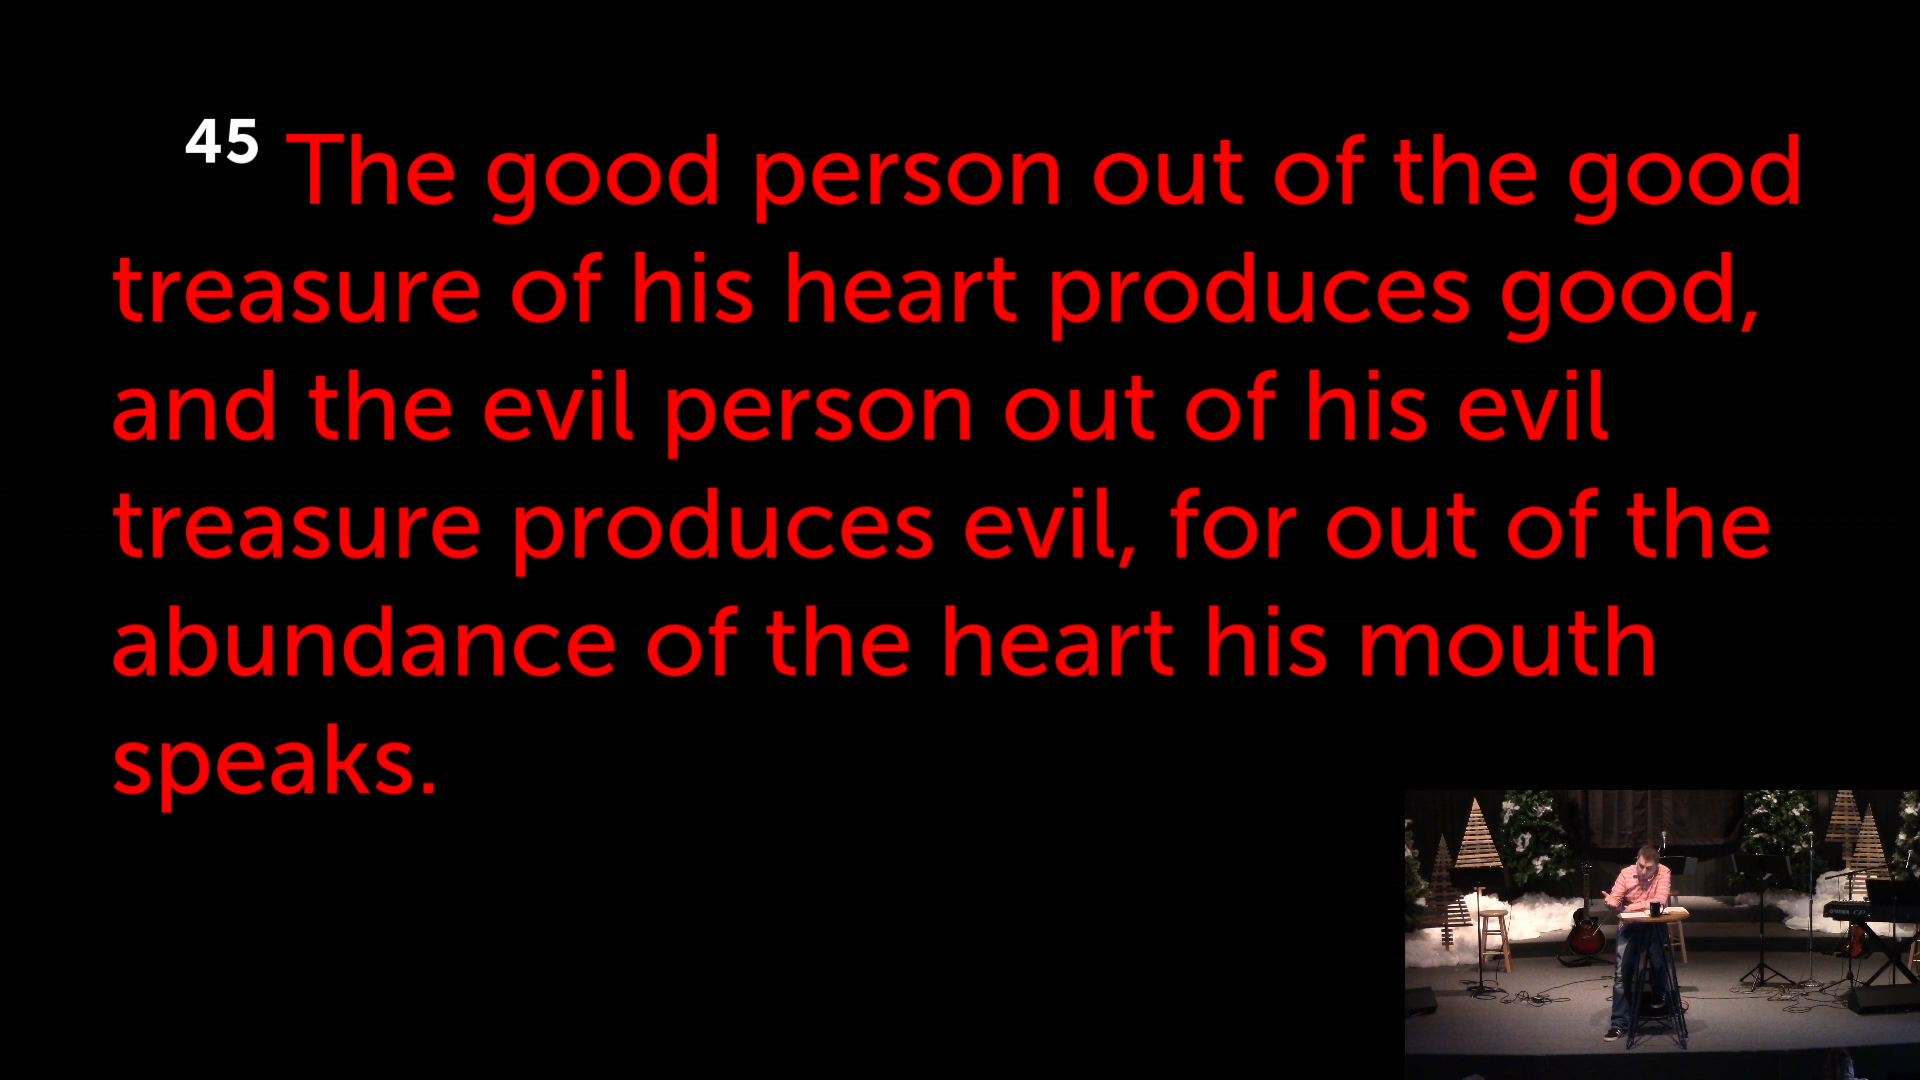 45 The good person out of the good
treasure of his heart produces good,
and the evil person out of his evil
treasure produces evil, for out of the
abundance of the heart his mouth
speaks.